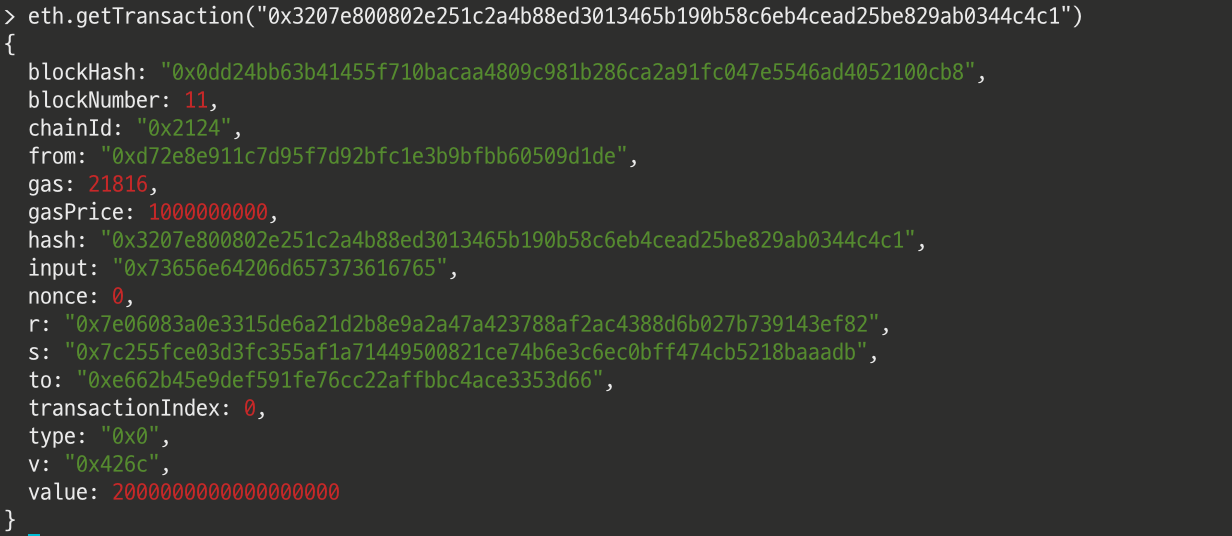 > eth.getTransaction("0x3207e800802e251c2a4b88ed3013465b190b58c6eb4cead25be829ab0344c4c1")
{
blockHash: "0x0dd24bb63b41455f710bacaa4809c981b286ca2a91fc047e5546ad4052100cb8",
blockNumber: 11,
chainId: "0x2124",
from: "0xd72e8e911c7d95f7d92bfc1e3b9bfbb60509d1de",
gas: 21816,
gasPrice: 1000000000,
hash: "0x3207e800802e251c2a4b88ed3013465b190b58c6eb4cead25be829ab0344c4c1",
input: "0x73656e64206d657373616765",
nonce: 0,
r: "0x7e06083a0e3315de6a21d2b8e9a2a47a423788af2ac4388d6b027b739143ef82",
s: "0x7c255fce03d3fc355af1a71449500821ce74b6e3c6ec0bff474cb5218baaadb",
to: "0xe662b45e9def591fe76cc22affbbc4ace3353d66",
transactionIndex: 0,
type: "0x0",
v: "0x426c",
value: 2000000000000000000
}